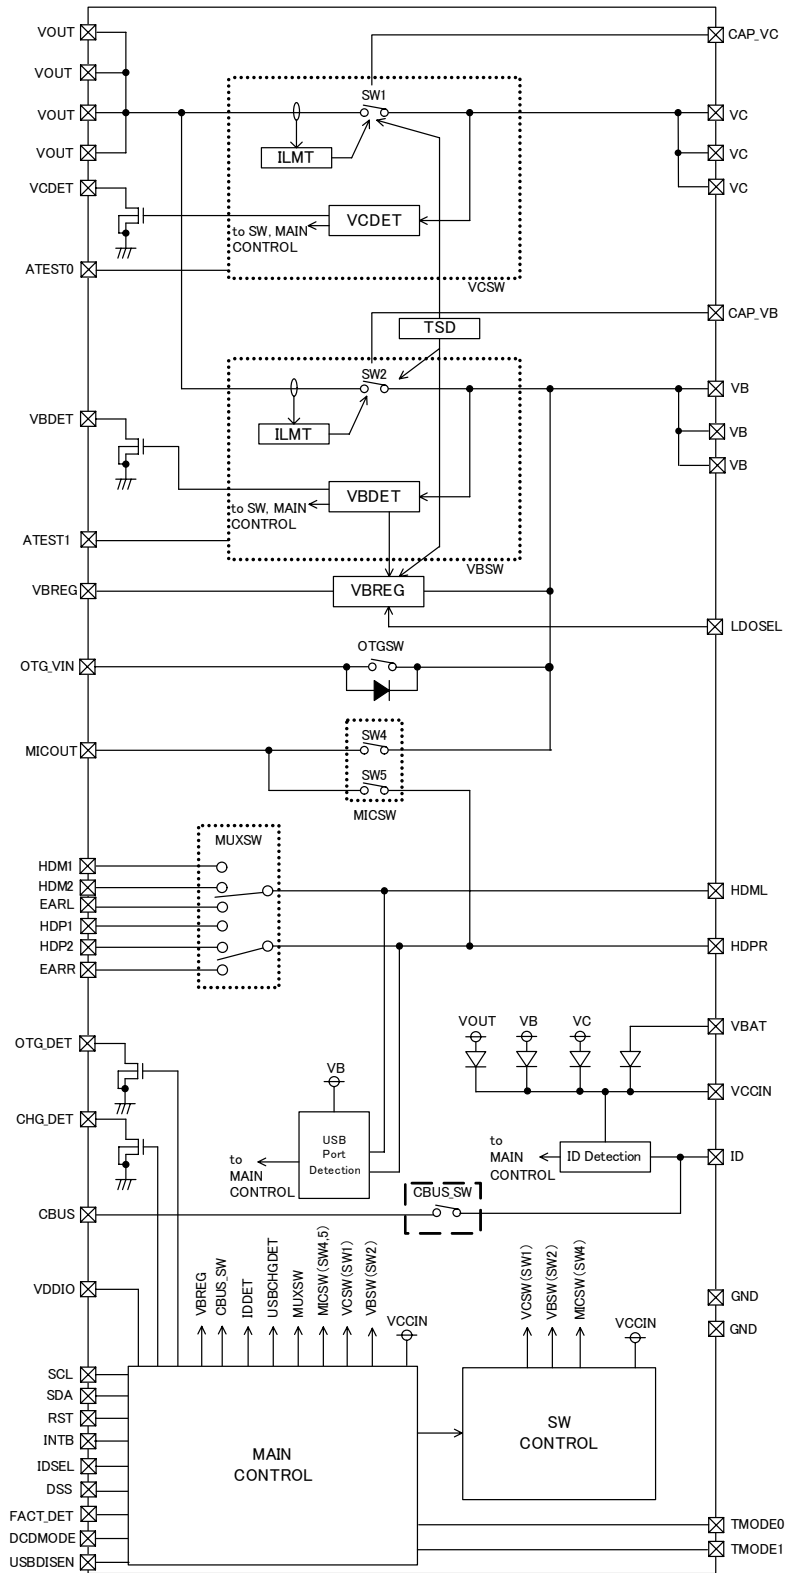 VOUT
CAP_VC
VOUT
SW1
VOUT
VC
VOUT
ILMT
VC
VCDET
VC
VCDET
to SW, MAIN
CONTROL
ATEST0
VCSW
CAP_VB
TSD
SW2
VB
VBDET
ILMT
VB
VB
VBDET
to SW, MAIN
CONTROL
ATEST1
VBSW
VBREG
VBREG
LDOSEL
OTGSW
OTG_VIN
SW4
MICOUT
SW5
MICSW
MUXSW
HDM1
HDM2
HDML
EARL
HDP1
HDP2
HDPR
EARR
VOUT
VB
VC
VBAT
OTG_DET
VB
VCCIN
CHG_DET
USB
Port
Detection
to
MAIN
CONTROL
to
MAIN
CONTROL
ID Detection
ID
CBUS_SW
CBUS
VDDIO
VBREG
CBUS_SW
IDDET
USBCHGDET
MUXSW
MICSW(SW4,5)
VCSW(SW1)
VBSW(SW2)
VCCIN
VCSW(SW1)
VBSW(SW2)
MICSW(SW4)
VCCIN
GND
GND
SCL
SDA
RST
INTB
IDSEL
DSS
FACT_DET
DCDMODE
USBDISEN
MAIN
CONTROL
SW
CONTROL
TMODE0
TMODE1